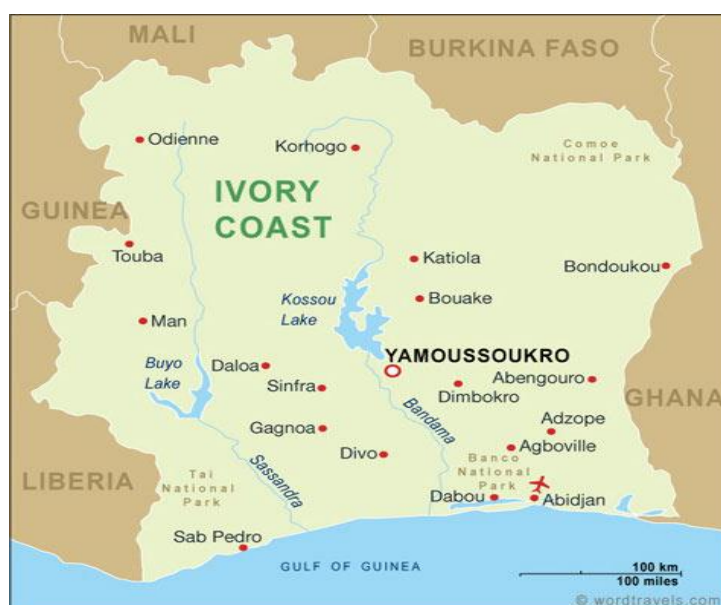 MALI
BURKINA FASO
Odienne
Korhogo
Comoe
National Park
IVORY
COAST
GUINEA
Touba
Katiola
Bondoukou
Kossou
Lake
Bouake
Man
YAMOUSSOUKRO
Buyo
Lake
Daloa
Sinfra
Dimbokro
Abengouro
GHANA
Bandama
Adzope
Gagnoa
Agboville
Divo
Banco
National
Park
LIBERIA
Tai
National
Park
Sassandra
Dabou
Abidjan
Sab Pedro
GULF OF GUINEA
100 km
100 miles
© wordtravels.com